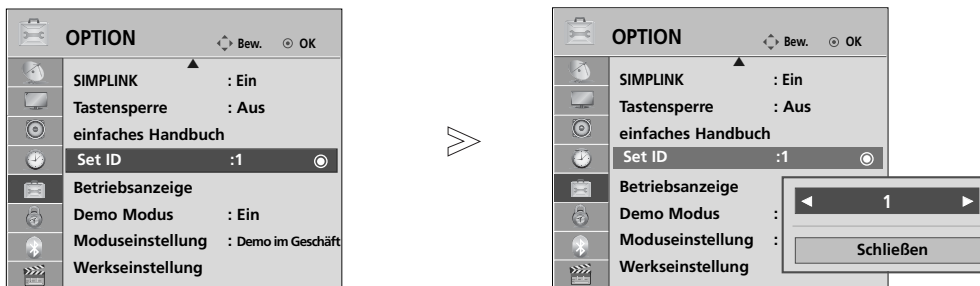 OPTION
Bew. OK
SIMPLINK : Ein
Tastensperre : Aus
einfaches Handbuch
Set ID :1
Betriebsanzeige
Demo Modus : Ein
Moduseinstellung : Demo im Geschäft
Werkseinstellung
OPTION
Bew. OK
SIMPLINK : Ein
Tastensperre : Aus
einfaches Handbuch
Set ID :1
Betriebsanzeige
Demo Modus :
Moduseinstellung :
Werkseinstellung
1
Schließen